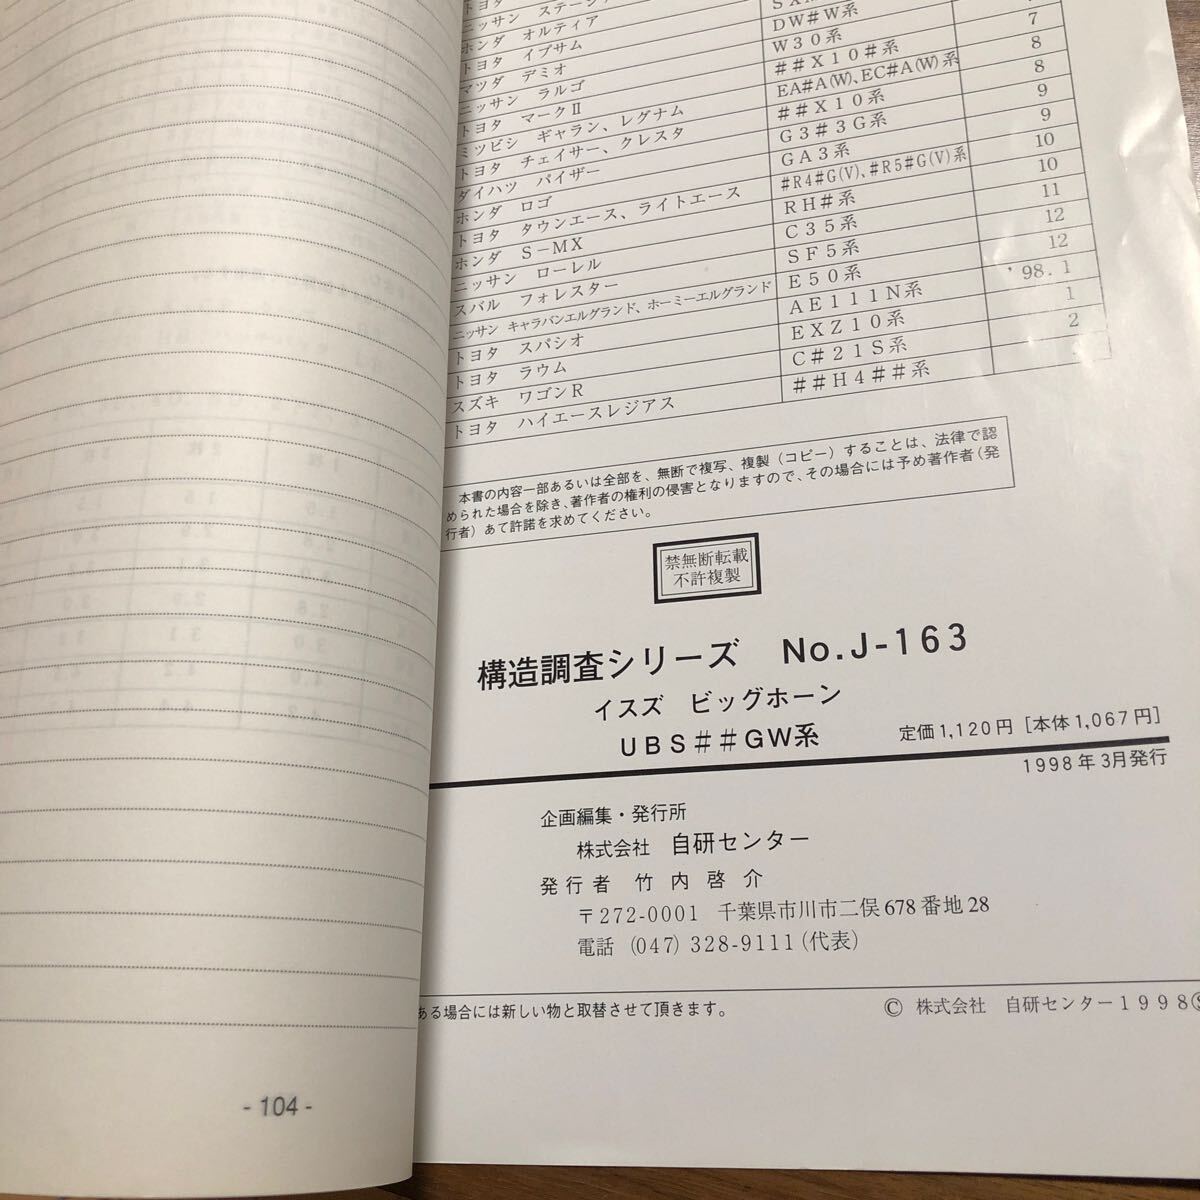 トヨタ
ニッサン ステージア
ホンダ オルティア
トヨタ イプサム
マツダ デミオ DW#W系 7
ニッサン ラルゴ W30系 8
トヨタ マークⅡ ##X10#系 8
ミツビシ ギャラン、レグナム EA#A(W)、EC#A(W)系 9
トヨタ チェイサー、クレスタ ##X10系 9
ダイハツ パイザー G3#3G系 10
ホンダ ロゴ GA3系 10
トヨタ タウンエース、ライトエース #R4#G(V)、#R5#G(V)系 11
ホンダ S-MX RH#系 12
ニッサン ローレル C35系 12
スバル フォレスター SF5系 '98.1
ニッサン キャラバンエルグランド、ホーミーエルグランド E50系 1
トヨタ スパシオ AE111N系 2
トヨタ ラウム EXZ10系
スズキ ワゴンR C#21S系
トヨタ ハイエースレジアス ##H4##系
本書の内容一部あるいは全部を、無断で複写、複製（コピー）することは、法律で認
められた場合を除き、著作者の権利の侵害となりますので、その場合には予め著作者（発
行者）あて許諾を求めてください。
禁無断転載
不許複製
構造調査シリーズ No.J-163
イスズ ビッグホーン
UBS##GW系
定価1,120円［本体1,067円］
1998年3月発行
企画編集・発行所
株式会社 自研センター
発行者 竹内啓介
〒272-0001 千葉県市川市二俣678番地28
電話 (047) 328-9111(代表)
ある場合には新しい物と取替させて頂きます。
© 株式会社 自研センター1998Ⓢ
- 104 -